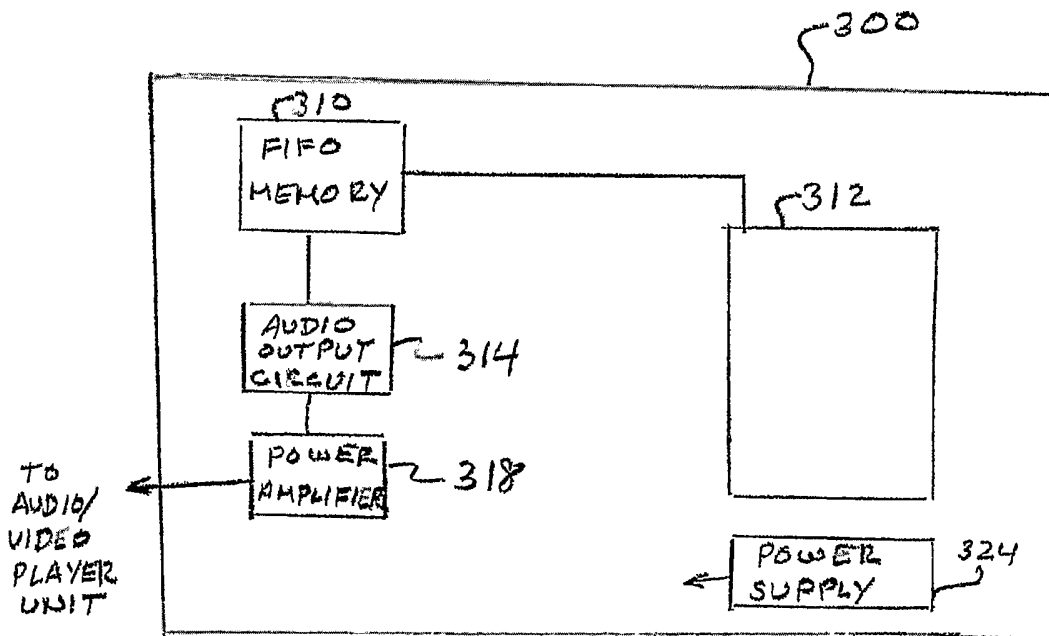 300
310
FIFO
MEMORY
312
AUDIO
OUTPUT
CIRCUIT
314
POWER
AMPLIFIER
318
TO
AUDIO/
VIDEO
PLAYER
UNIT
POWER
SUPPLY
324